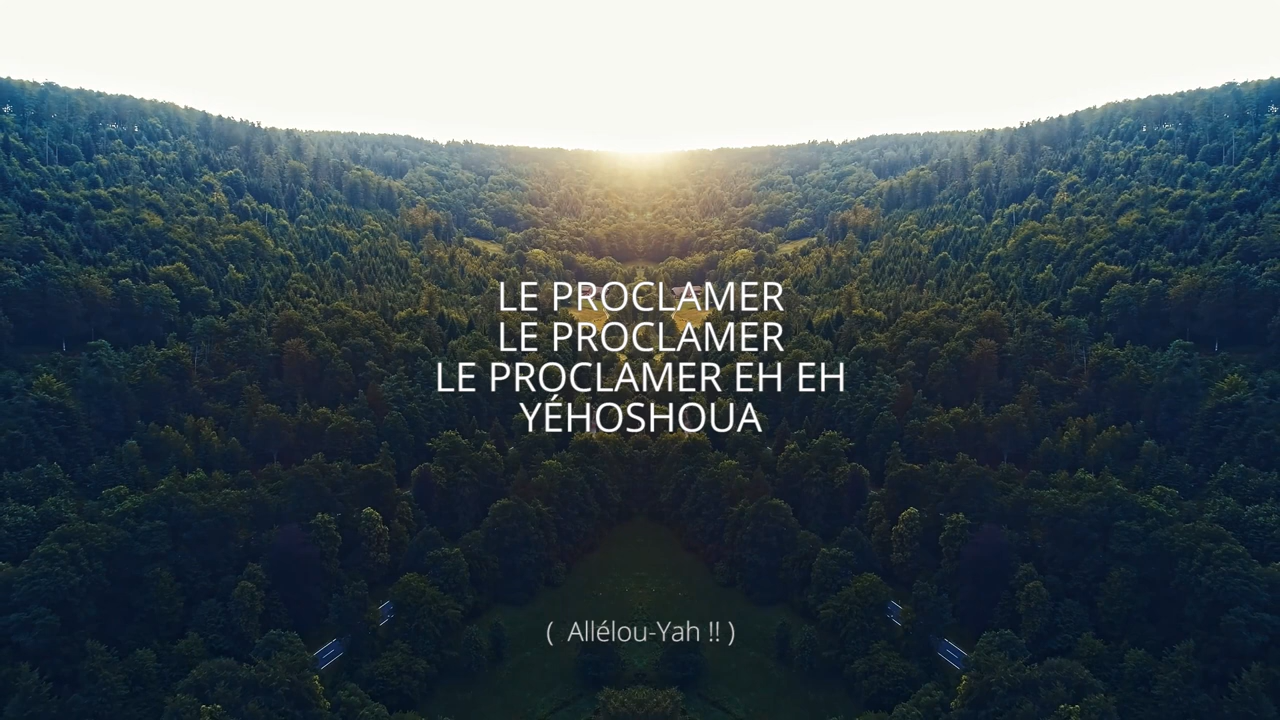 LE PROCLAMER
LE PROCLAMER
LE PROCLAMER EH EH
YÉHOSHOUA
( Allélou-Yah !! )